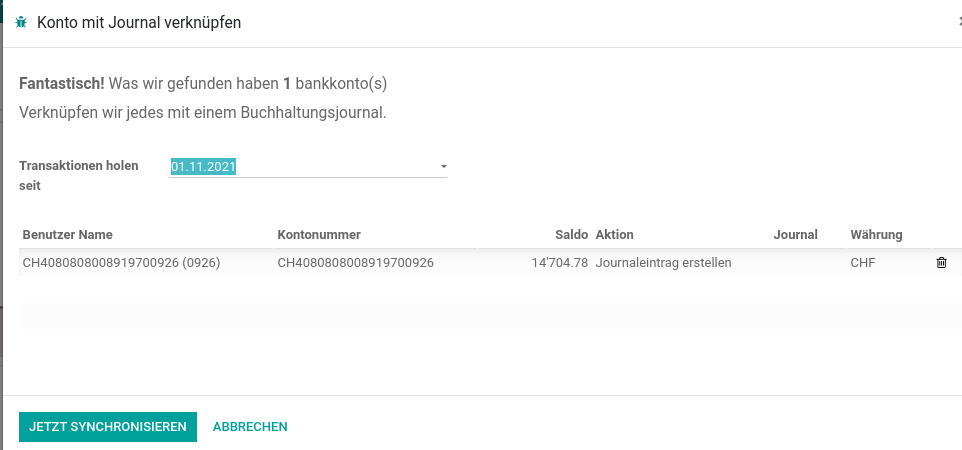 Konto mit Journal verknüpfen
Fantastisch! Was wir gefunden haben 1 bankkonto(s)
Verknüpfen wir jedes mit einem Buchhaltungsjournal.
Transaktionen holen
seit
01.11.2021
Benutzer Name Kontonummer Saldo Aktion Journal Währung
CH4080808008919700926 (0926) CH4080808008919700926 14'704.78 Journaleintrag erstellen CHF
JETZT SYNCHRONISIEREN ABBRECHEN